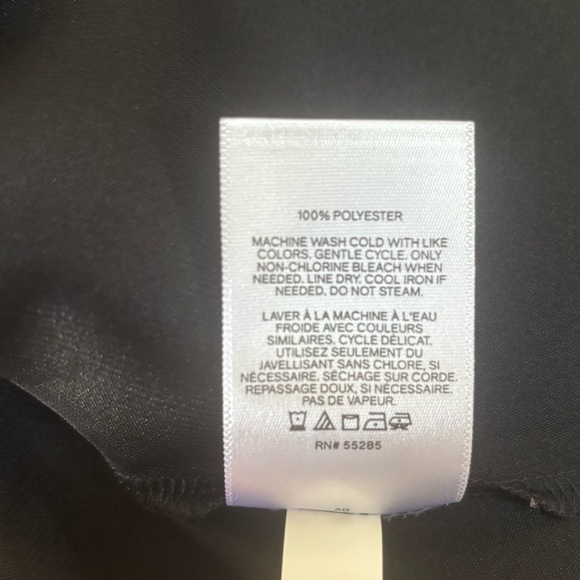 100% POLYESTER
MACHINE WASH COLD WITH LIKE
COLORS. GENTLE CYCLE. ONLY
NON-CHLORINE BLEACH WHEN
NEEDED. LINE DRY. COOL IRON IF
NEEDED. DO NOT STEAM.
LAVER À LA MACHINE À L'EAU
FROIDE AVEC COULEURS
SIMILAIRES. CYCLE DÉLICAT.
UTILISEZ SEULEMENT DU
JAVELLISANT SANS CHLORE, SI
NÉCESSAIRE. SÉCHAGE SUR CORDE.
REPASSAGE DOUX, SI NÉCESSAIRE.
PAS DE VAPEUR.
RN# 55285